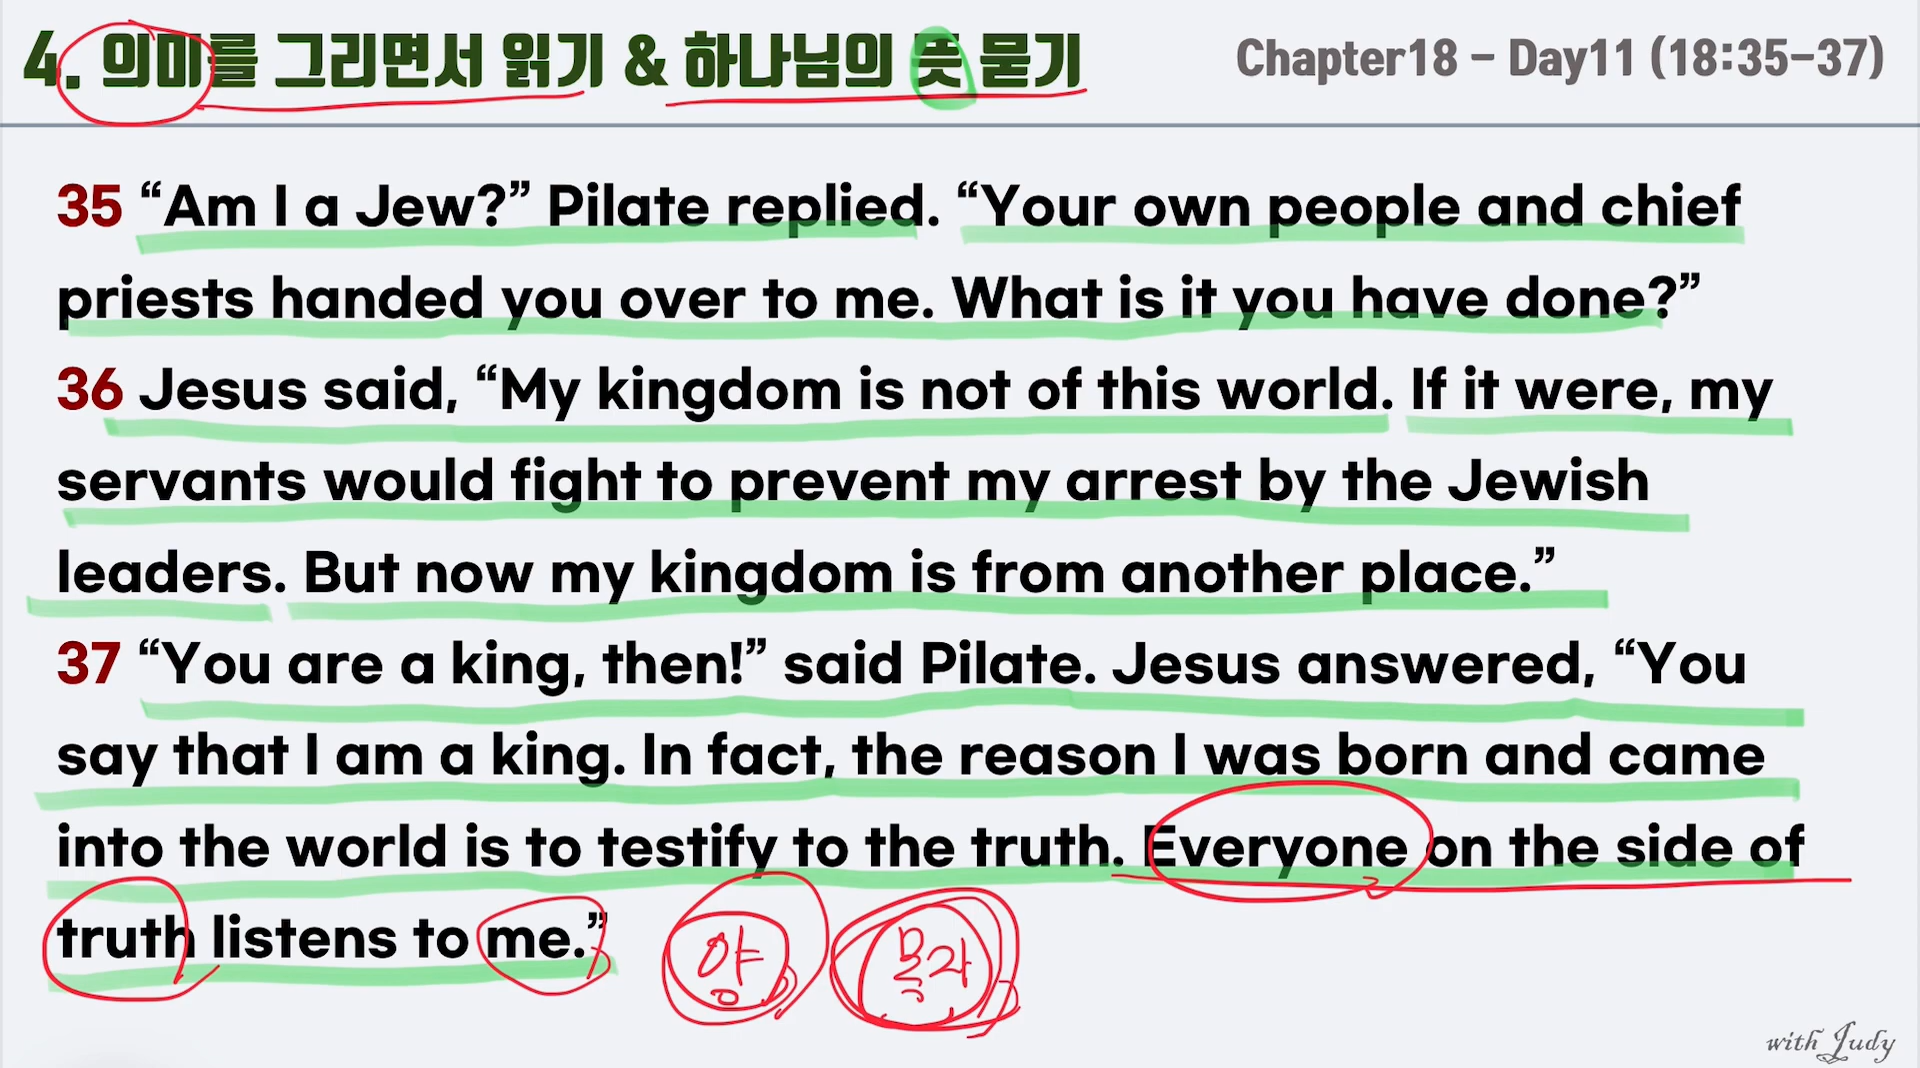 4. 의미를 그리면서 읽기 & 하나님의 뜻 묻기
Chapter18 - Day11 (18:35-37)
35 “Am I a Jew?” Pilate replied. “Your own people and chief
priests handed you over to me. What is it you have done?”
36 Jesus said, “My kingdom is not of this world. If it were, my
servants would fight to prevent my arrest by the Jewish
leaders. But now my kingdom is from another place.”
37 “You are a king, then!” said Pilate. Jesus answered, “You
say that I am a king. In fact, the reason I was born and came
into the world is to testify to the truth. Everyone on the side of
truth listens to me.”
양 목자
with Judy